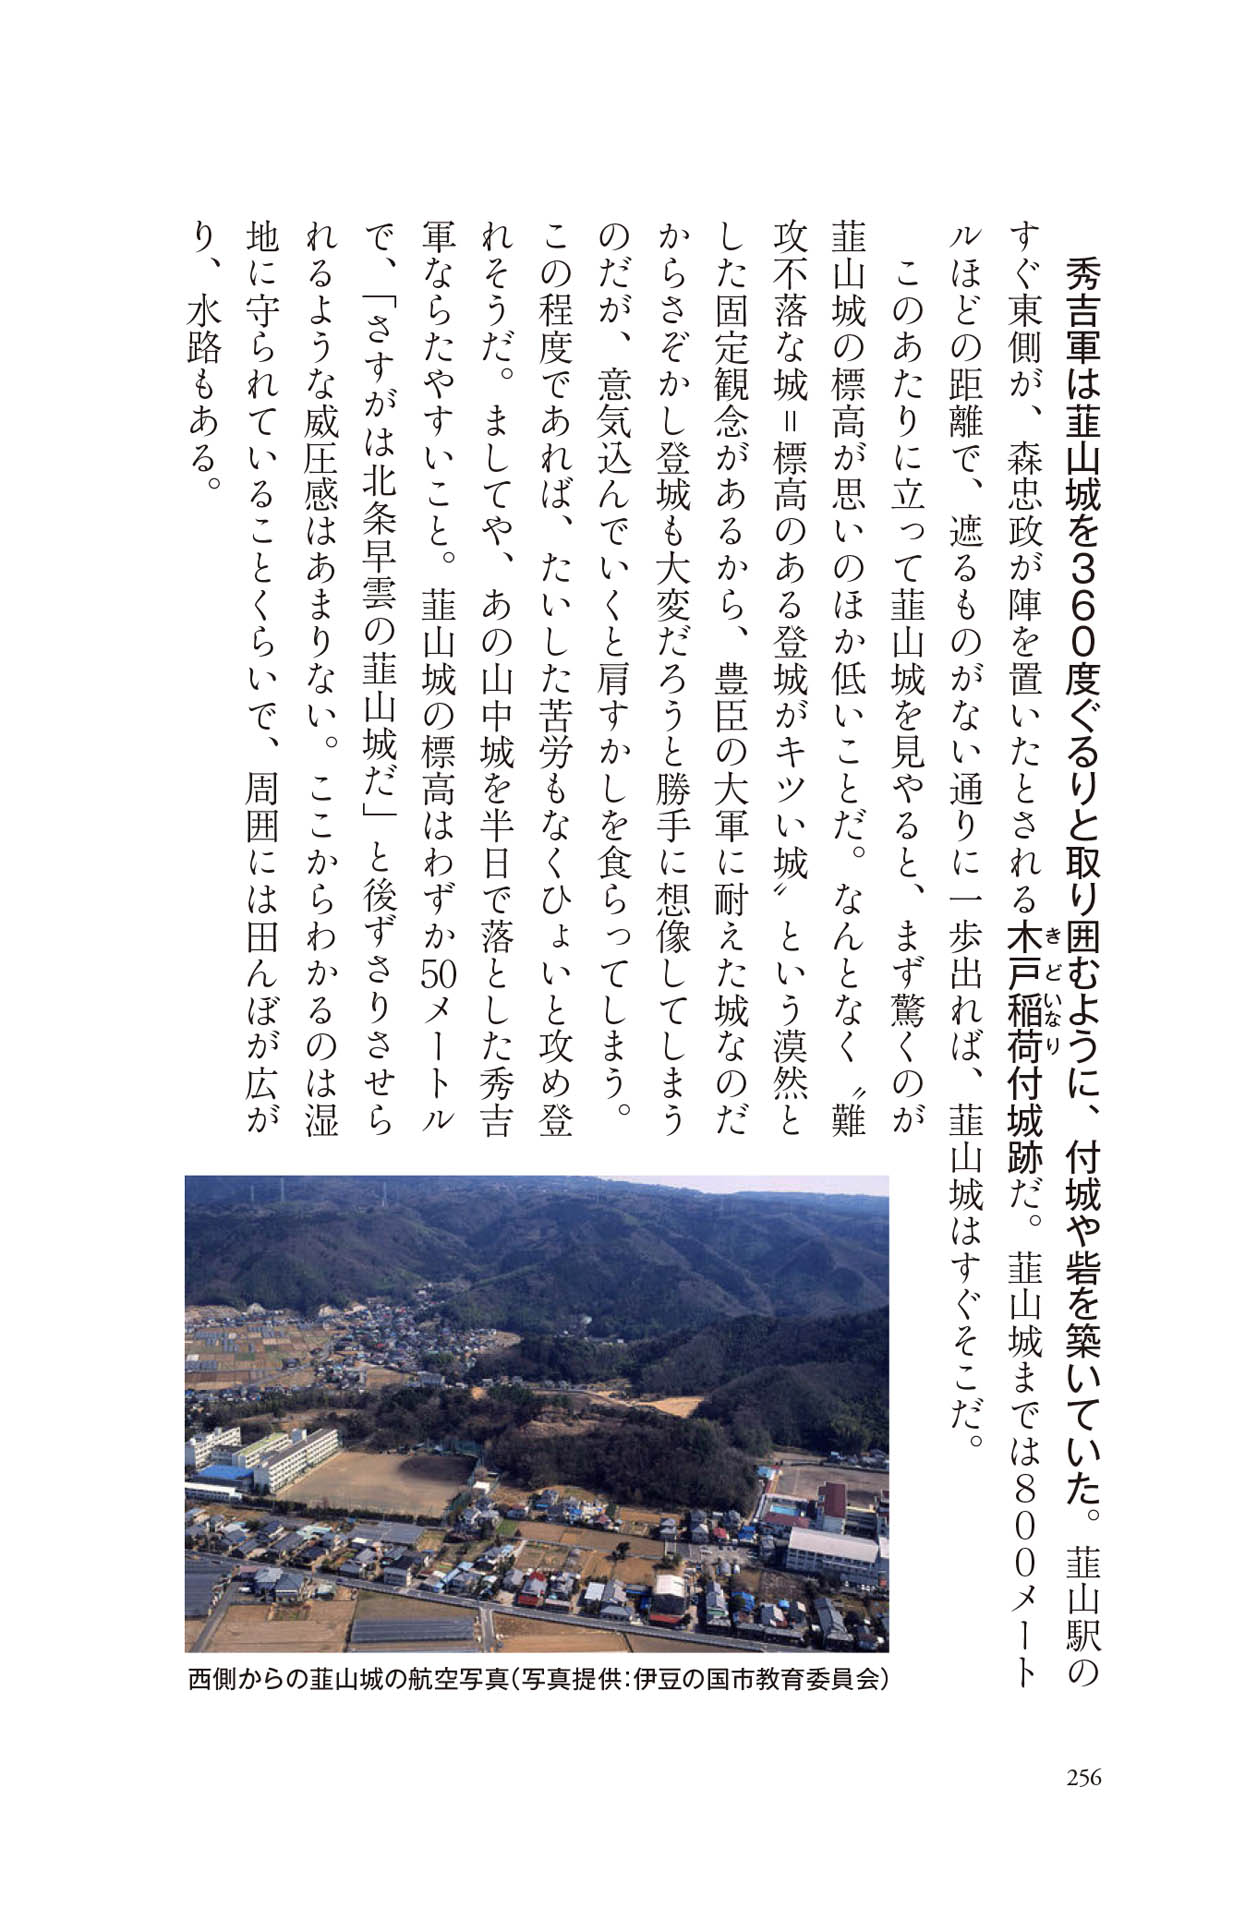 秀吉軍は韮山城を360度ぐるりと取り囲むように、付城や砦を築いていた。韮山駅の
すぐ東側が、森忠政が陣を置いたとされる木戸稲荷付城跡だ。韮山城までは800メート
きどいなり
ルほどの距離で、遮るものがない通りに一歩出れば、韮山城はすぐそこだ。
このあたりに立って韮山城を見やると、まず驚くのが
韮山城の標高が思いのほか低いことだ。なんとなく〝難
攻不落な城＝標高のある登城がキツい城〟という漠然と
した固定観念があるから、豊臣の大軍に耐えた城なのだ
からさぞかし登城も大変だろうと勝手に想像してしまう
のだが、意気込んでいくと肩すかしを食らってしまう。
この程度であれば、たいした苦労もなくひょいと攻め登
れそうだ。ましてや、あの山中城を半日で落とした秀吉
軍ならたやすいこと。韮山城の標高はわずか50メートル
で、「さすがは北条早雲の韮山城だ」と後ずさりさせら
れるような威圧感はあまりない。ここからわかるのは湿
地に守られていることくらいで、周囲には田んぼが広が
り、水路もある。
西側からの韮山城の航空写真（写真提供：伊豆の国市教育委員会）
256